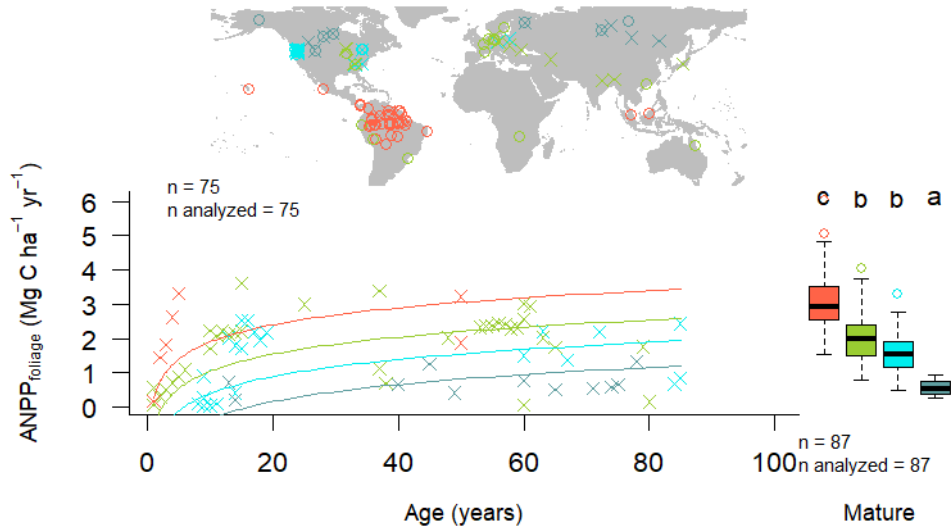 n = 75
n analyzed = 75
c b b a
ANPP_foliage (Mg C ha⁻¹ yr⁻¹)
6
5
4
3
2
1
0
0 20 40 60 80 100
n = 87
n analyzed = 87
Age (years)
Mature